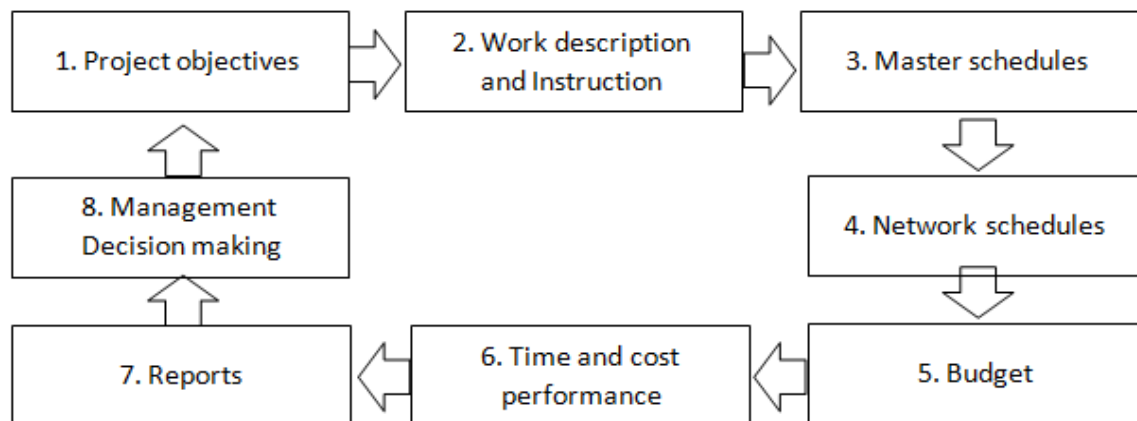 1. Project objectives
2. Work description
and Instruction
3. Master schedules
4. Network schedules
5. Budget
6. Time and cost
performance
7. Reports
8. Management
Decision making